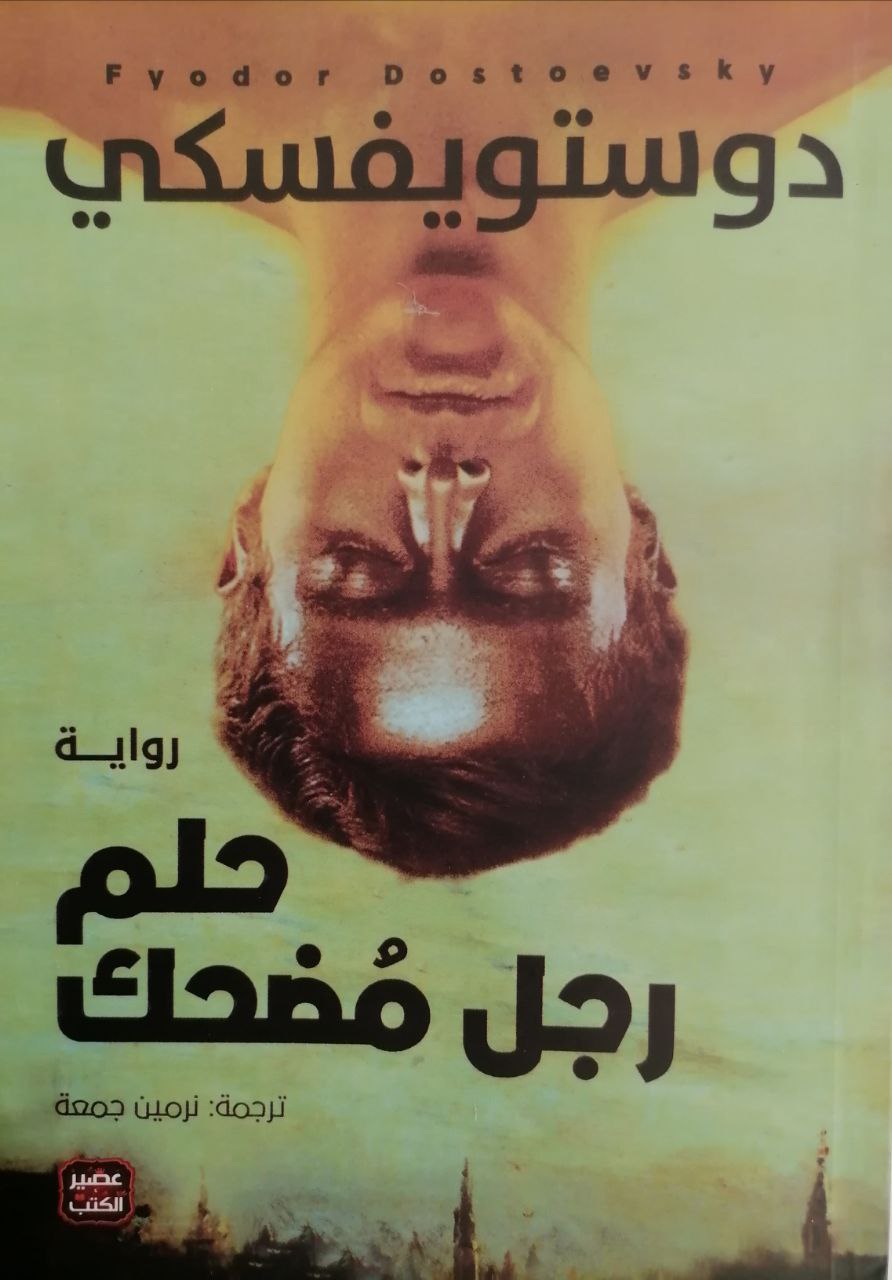 Fyodor Dostoevsky
دوستويفسكي
رواية
حلم
رجل مُضحك
ترجمة: نرمين جمعة
عصير
الكتب